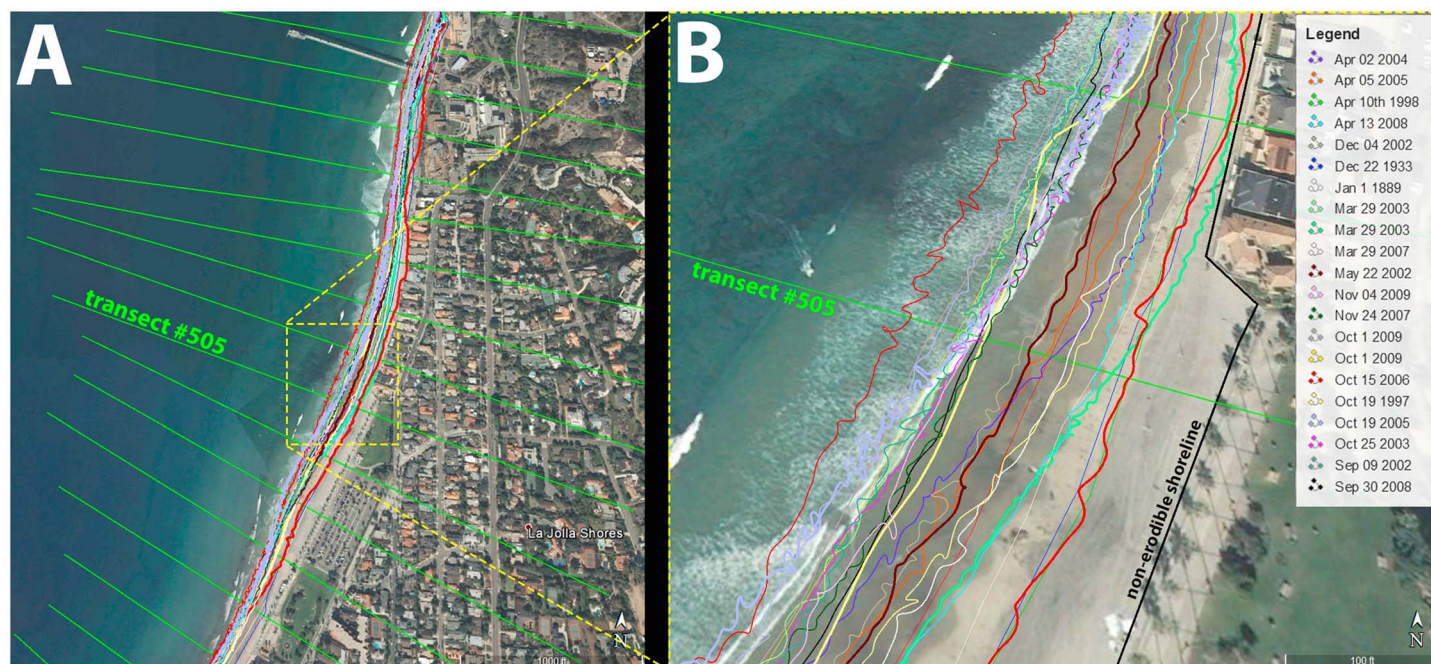 A
transect #505
La Jolla Shores
N
1000 ft
B
transect #505
non-erodible shoreline
N
100 ft
Legend
Apr 02 2004
Apr 05 2005
Apr 10th 1998
Apr 13 2008
Dec 04 2002
Dec 22 1933
Jan 1 1889
Mar 29 2003
Mar 29 2003
Mar 29 2007
May 22 2002
Nov 04 2009
Nov 24 2007
Oct 1 2009
Oct 1 2009
Oct 15 2006
Oct 19 1997
Oct 19 2005
Oct 25 2003
Sep 09 2002
Sep 30 2008